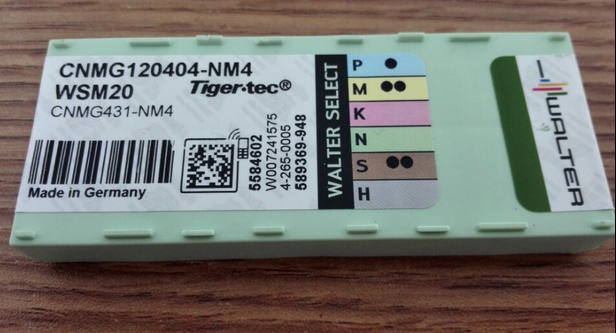 CNMG120404-NM4
WSM20 Tiger·tec®
CNMG431-NM4
Made in Germany
5584602
W007241575
4-265-0005
589369-948
WALTER SELECT
P
M
K
N
S
H
WALTER